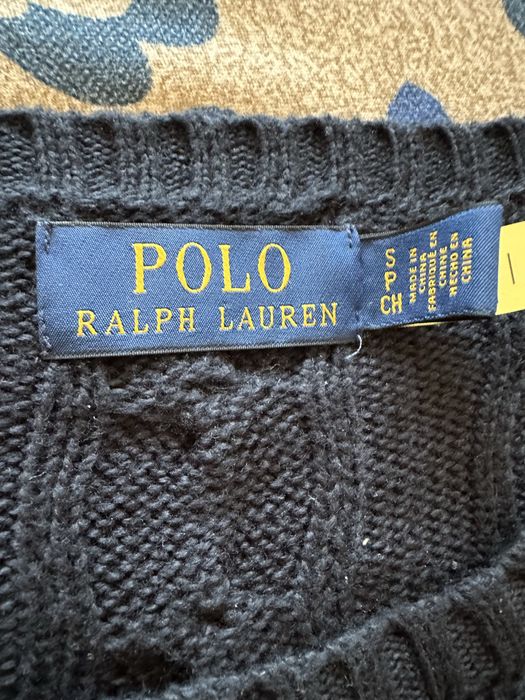 POLO
RALPH LAUREN
S
P
CH
MADE IN
CHINA
FABRIQUÉ EN
CHINE
HECHO EN
CHINA